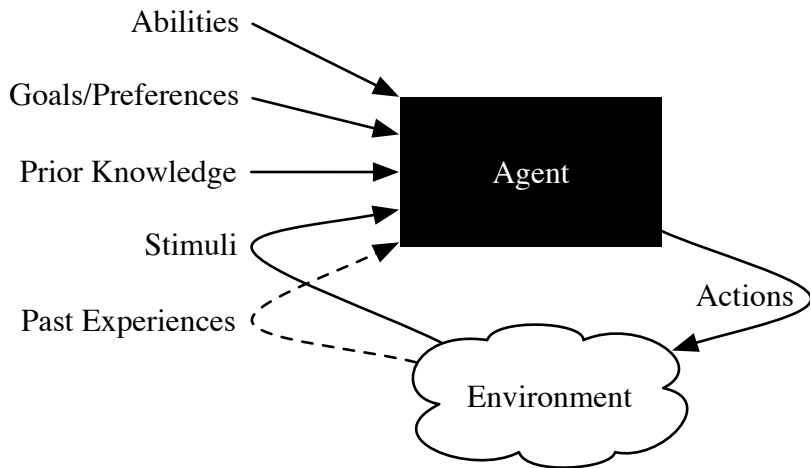 Abilities
Goals/Preferences
Prior Knowledge
Agent
Stimuli
Actions
Past Experiences
Environment